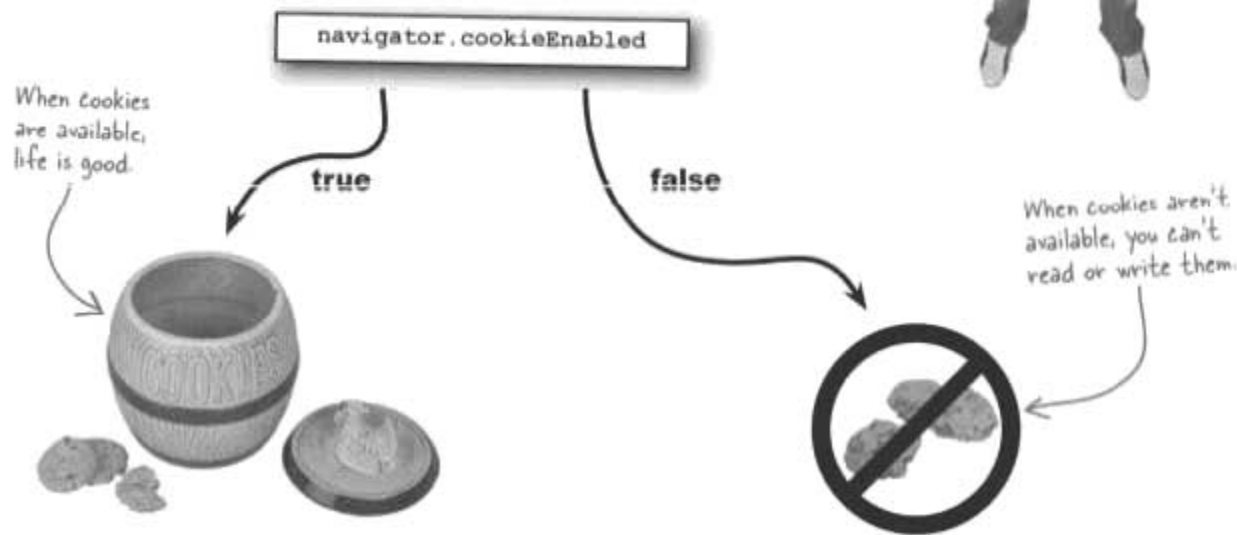 navigator.cookieEnabled
When cookies
are available,
life is good.
true
false
When cookies aren't
available, you can't
read or write them.
COOKIES